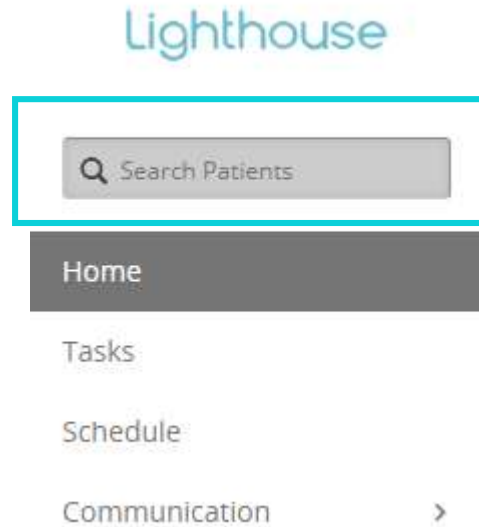 Lighthouse
Search Patients
Home
Tasks
Schedule
Communication